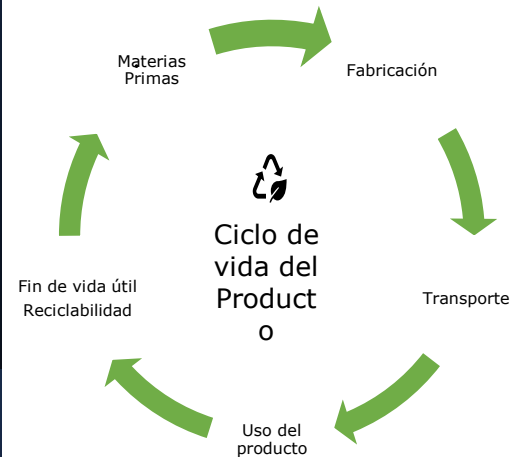 Materias
Primas
Fabricación
Ciclo de
vida del
Product
o
Fin de vida útil
Reciclabilidad
Transporte
Uso del
producto